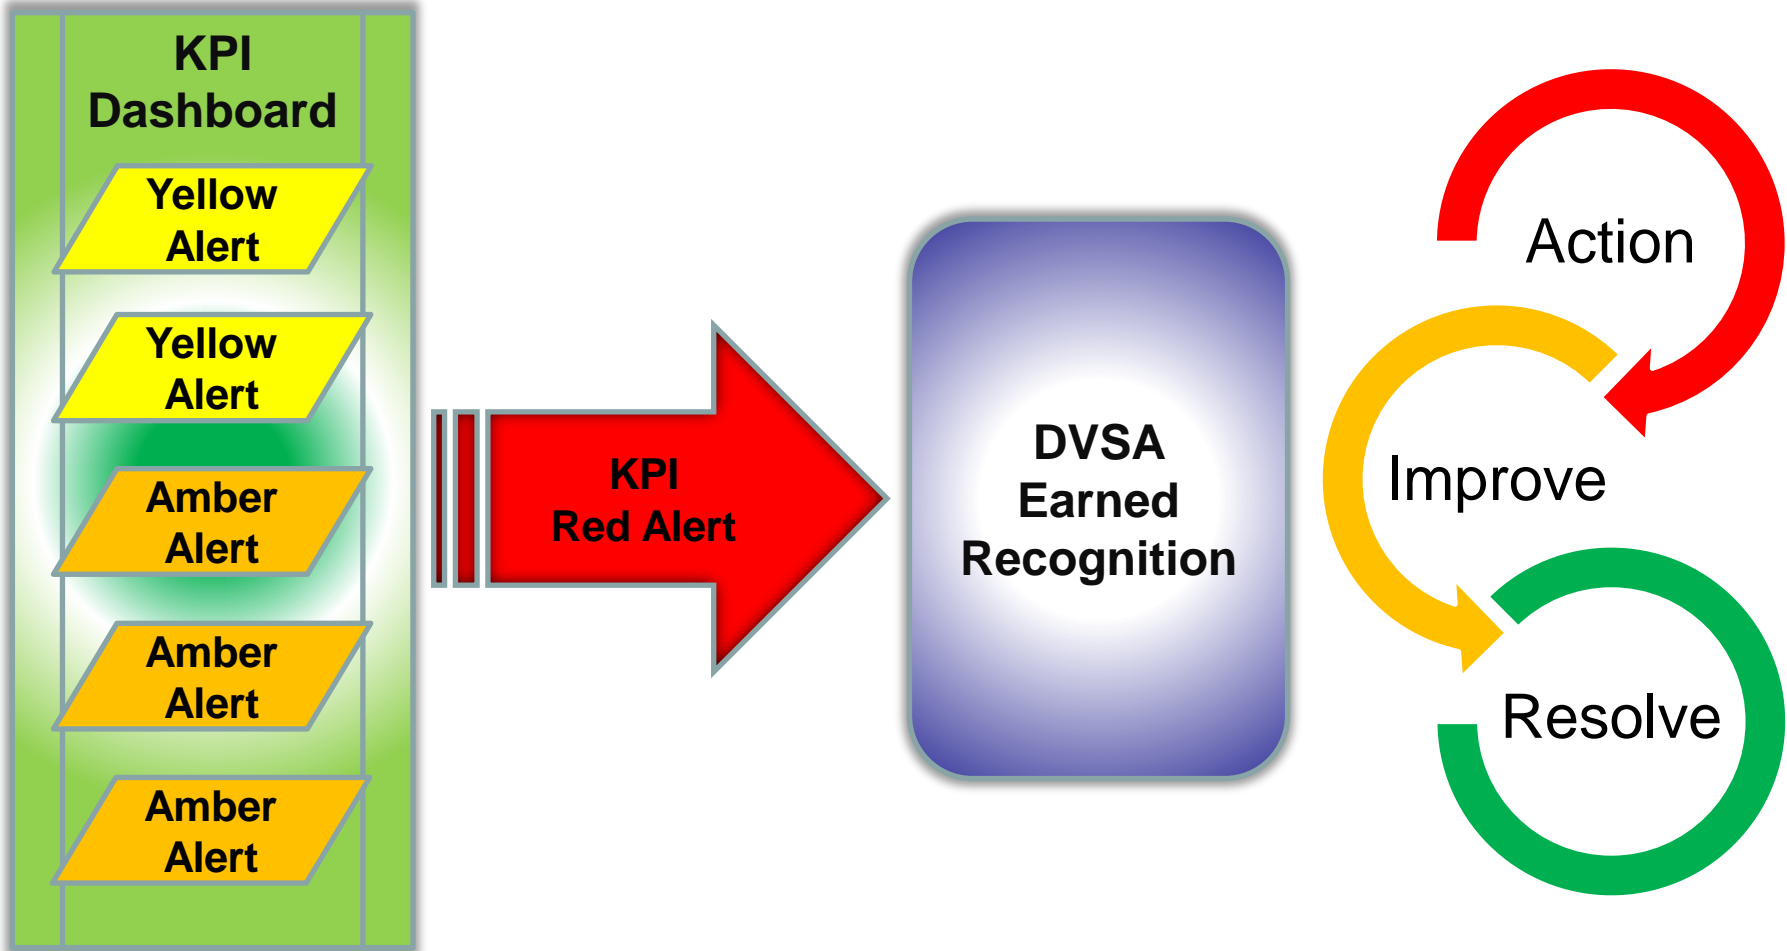 KPI
Dashboard
Yellow
Alert
Yellow
Alert
Amber
Alert
Amber
Alert
Amber
Alert
KPI
Red Alert
DVSA
Earned
Recognition
Action
Improve
Resolve